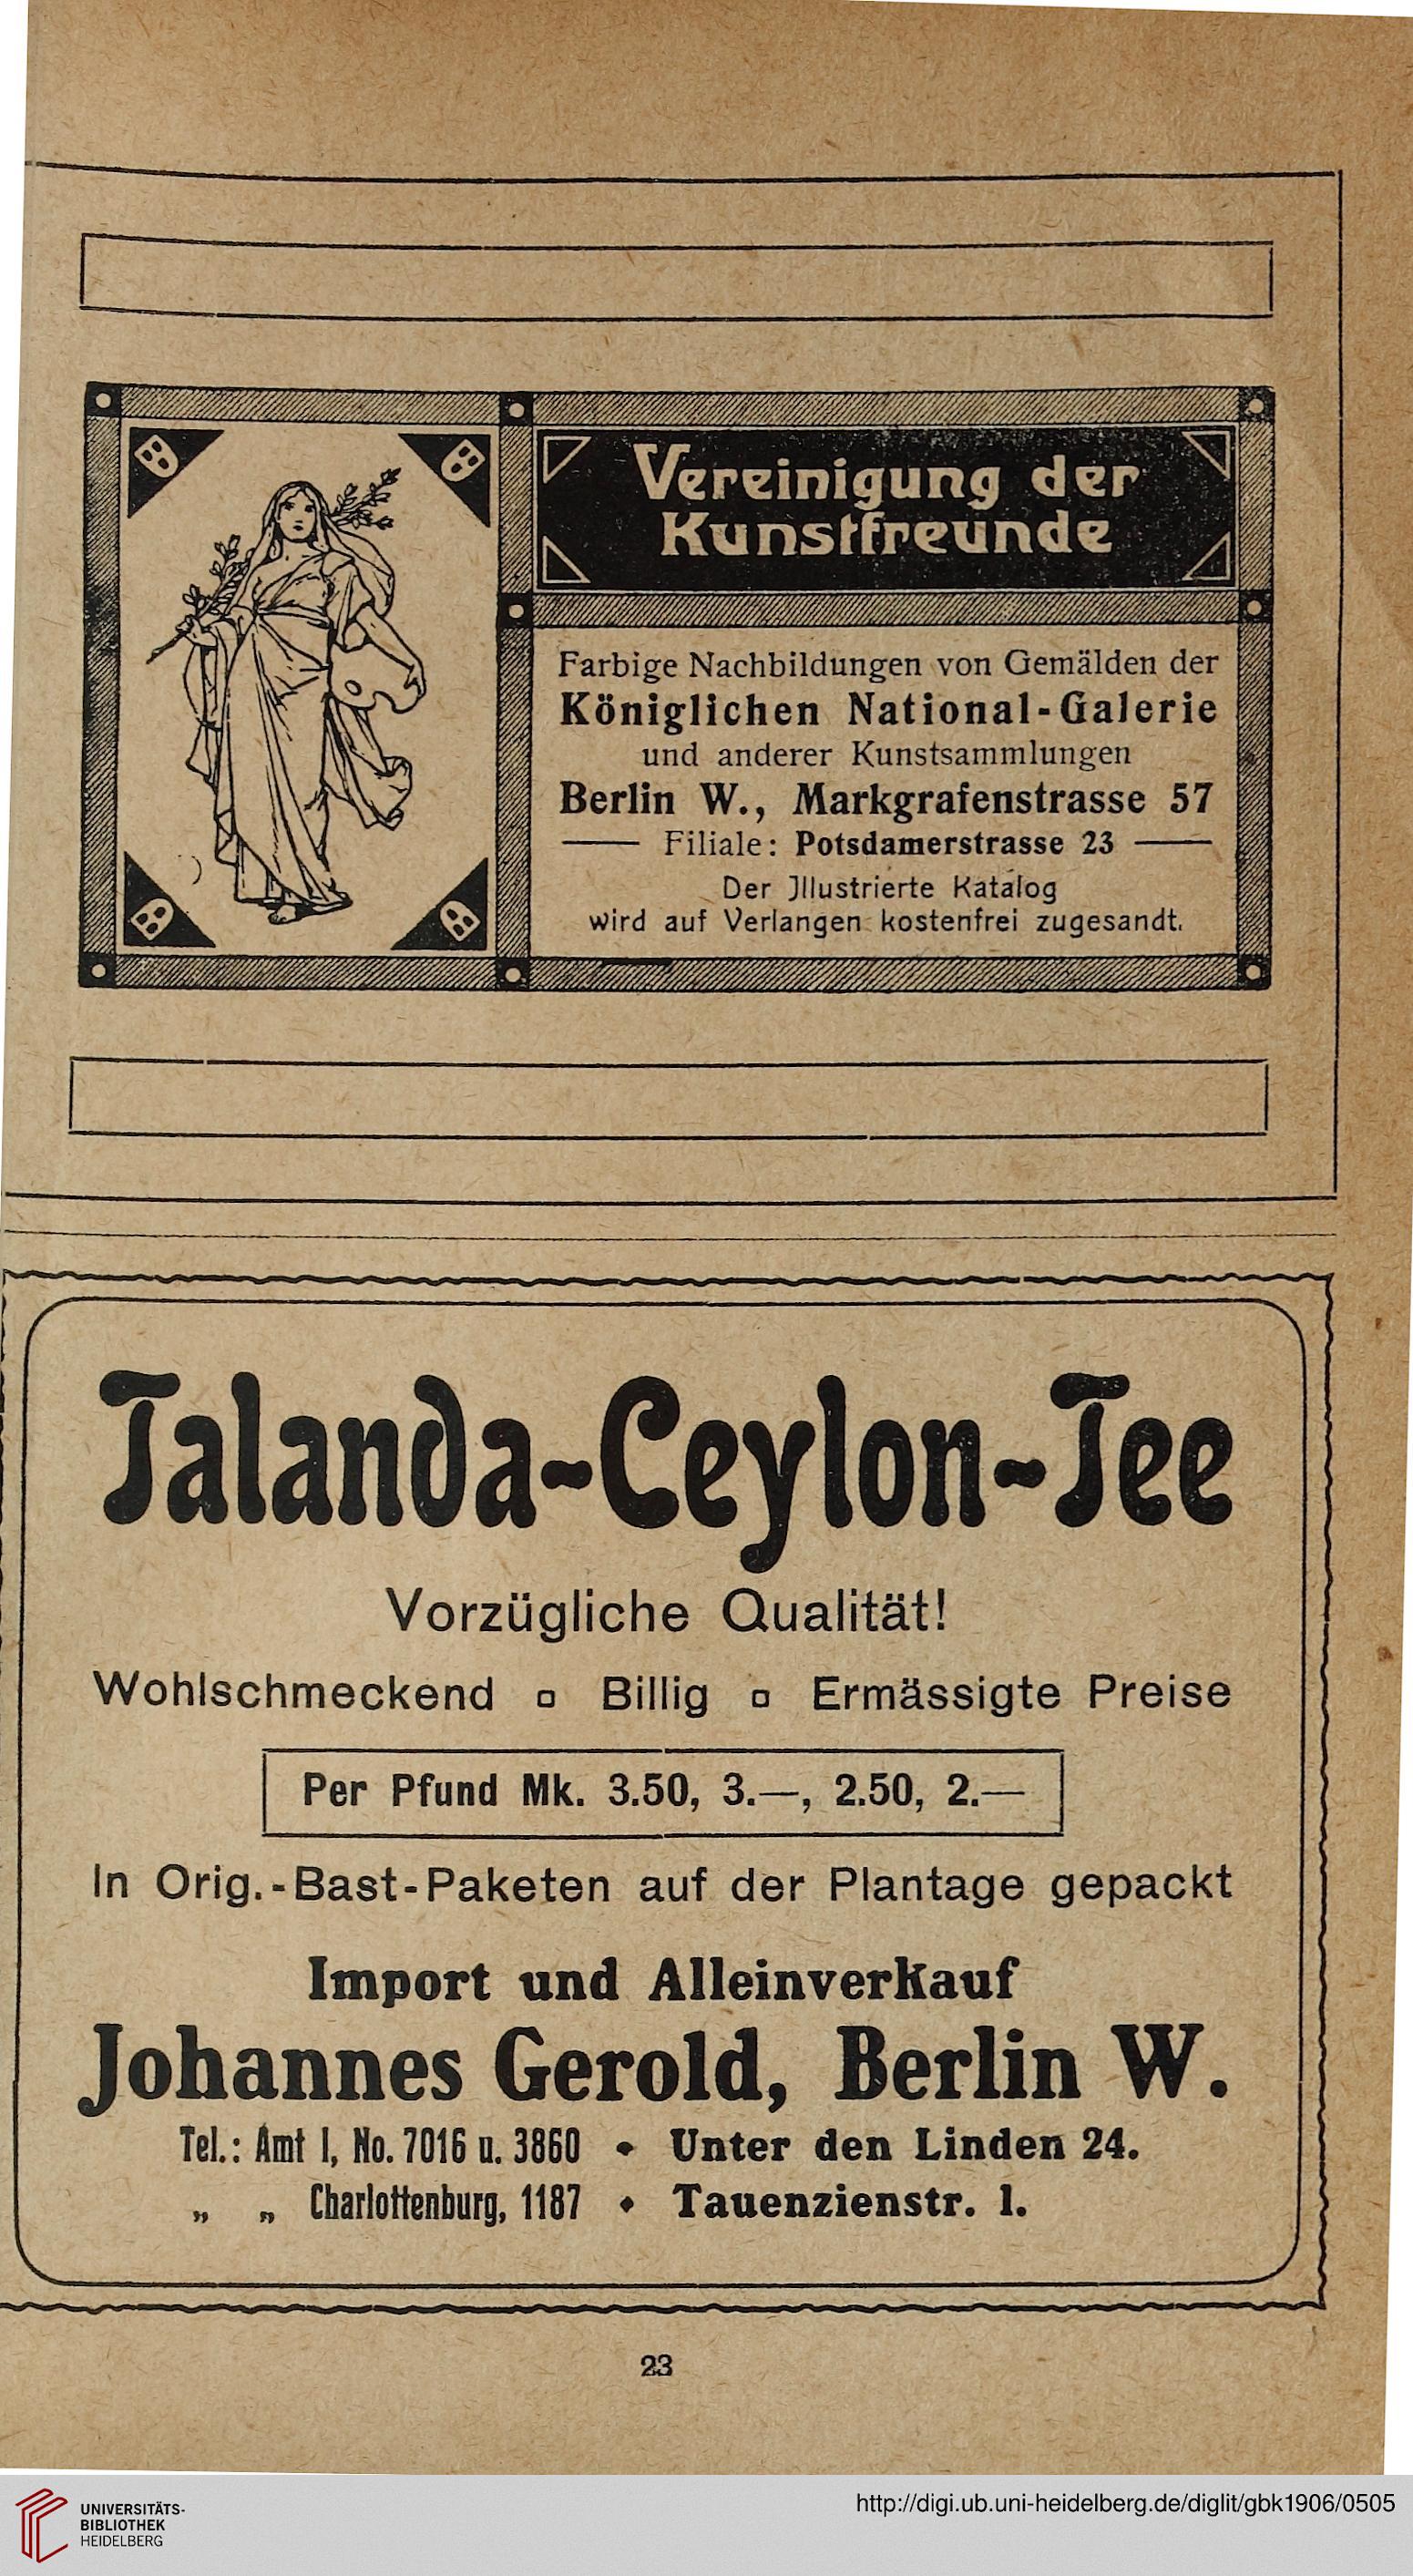 Vereinigung der
Kunstfreunde
Farbige Nachbildungen von Gemälden der
Königlichen National-Galerie
und anderer Kunstsammlungen
Berlin W., Markgrafenstrasse 57
Filiale: Potsdamerstrasse 23
Der Jllustrierte Katalog
wird auf Verlangen kostenfrei zugesandt.
Talanda-Ceylon-Tee
Vorzügliche Qualität!
Wohlschmeckend □ Billig □ Ermässigte Preise
Per Pfund Mk. 3.50, 3.—, 2.50, 2.—
In Orig.-Bast-Paketen auf der Plantage gepackt
Import und Alleinverkauf
Johannes Gerold, Berlin W.
Tel.: Amt I, No. 7016 u. 3860 • Unter den Linden 24.
„ „ Charlottenburg, 1187 • Tauenzienstr. 1.
23
UNIVERSITÄTS-
BIBLIOTHEK
HEIDELBERG
http://digi.ub.uni-heidelberg.de/diglit/gbk1906/0505